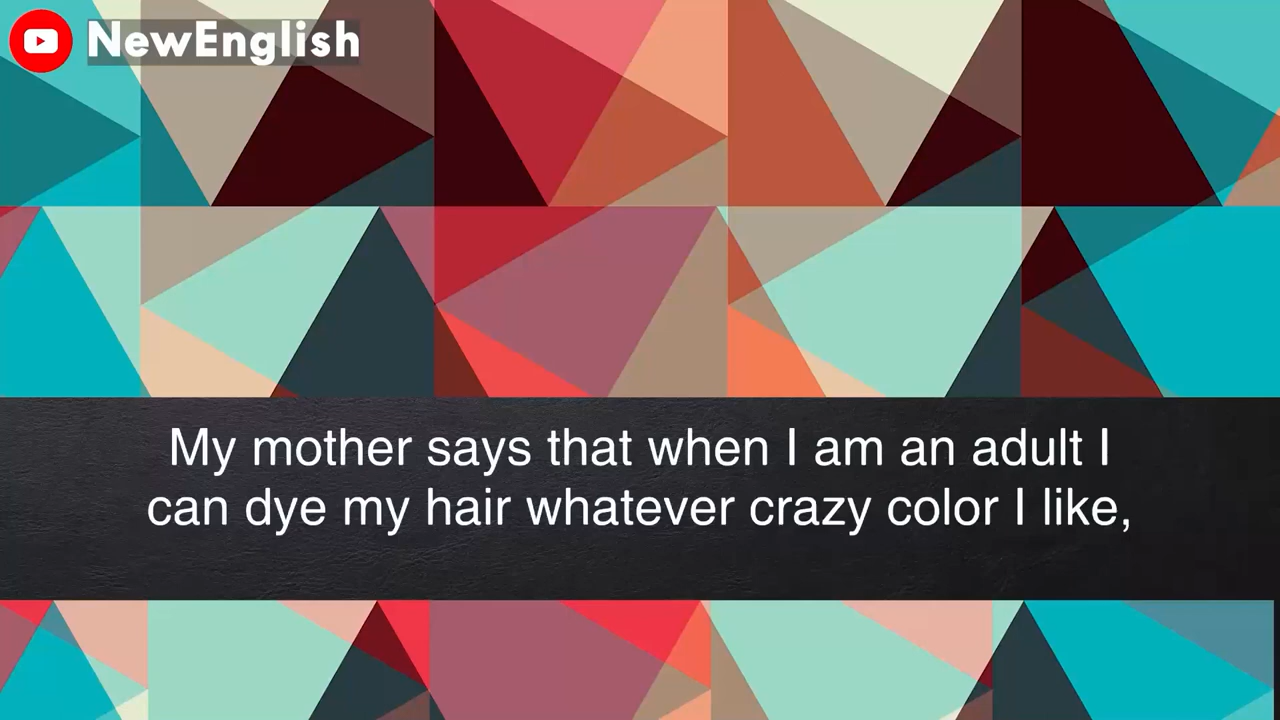 NewEnglish
My mother says that when I am an adult I
can dye my hair whatever crazy color I like,